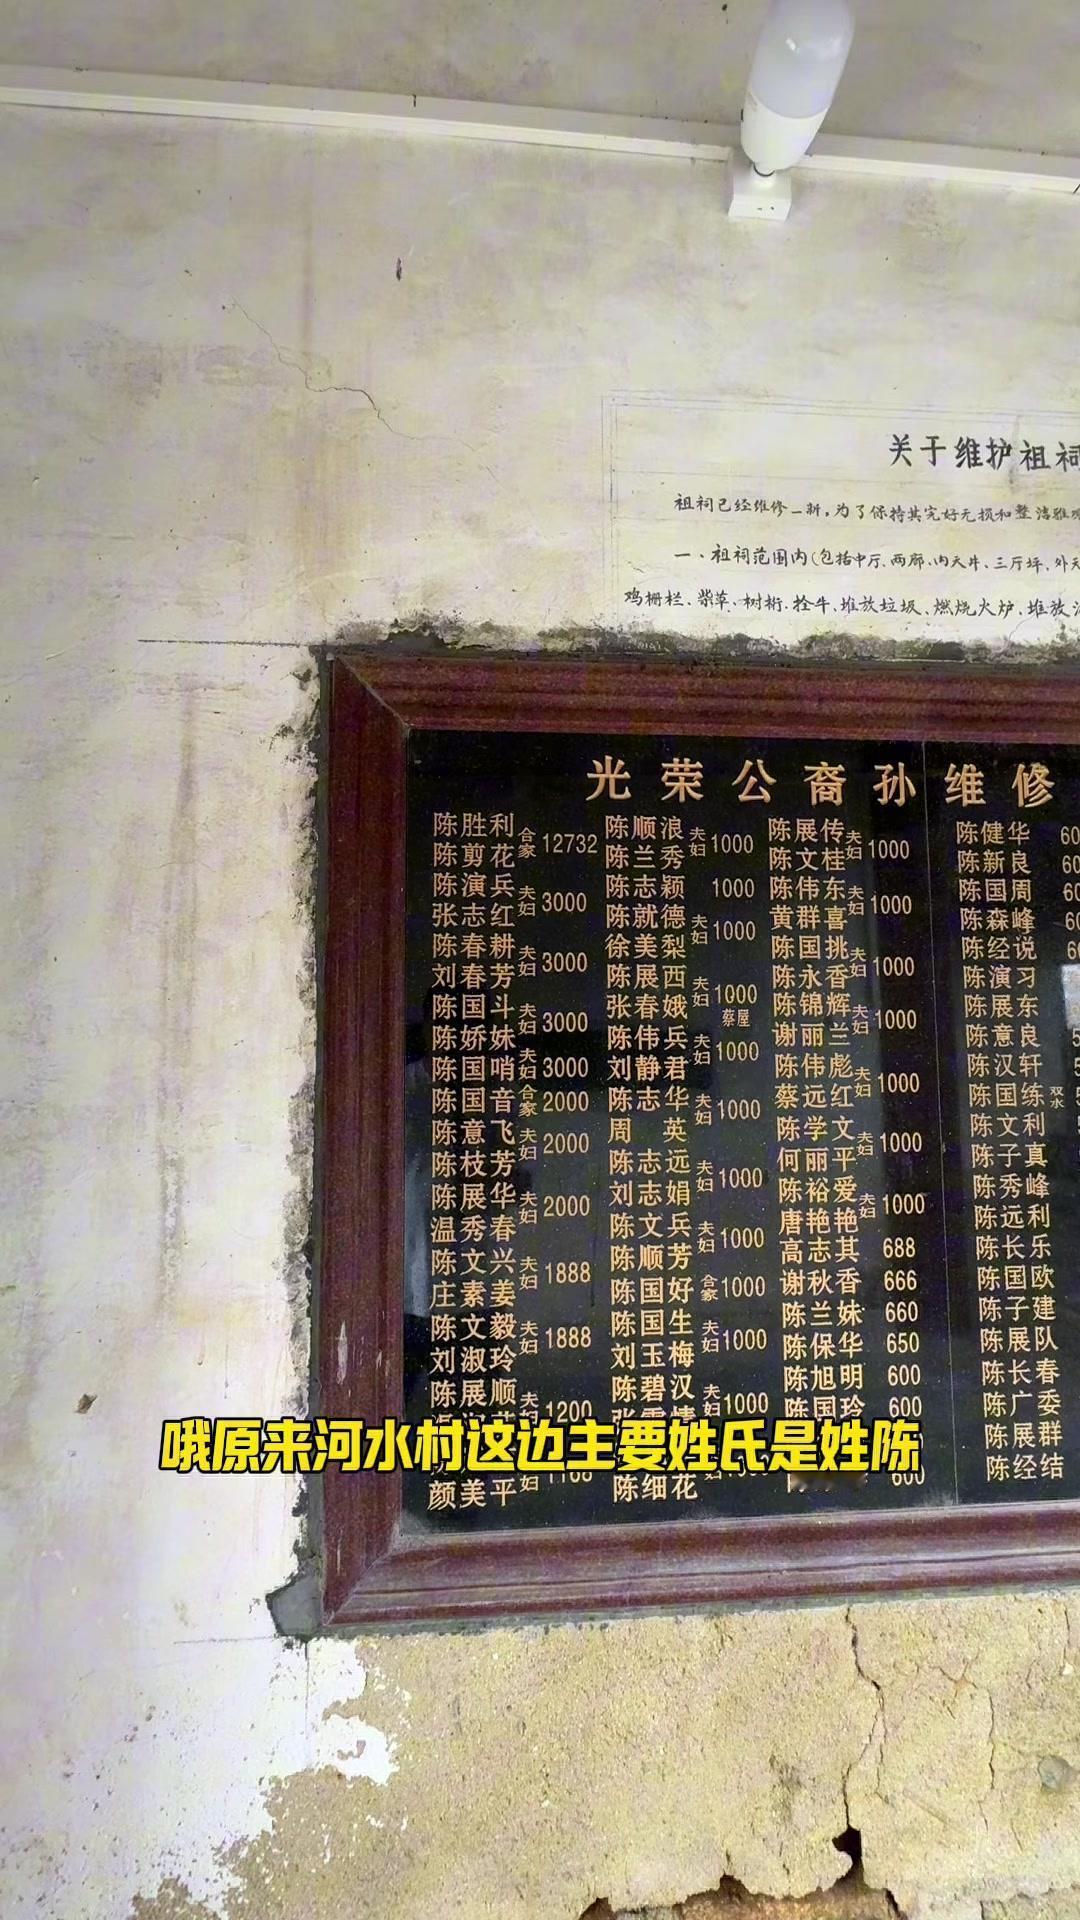 关于维护祖祠
祖祠已经维修一新,为了保持其完好无损和整洁雅观
一、祖祠范围内(包括中厅、两廊、内天井、三厅坪、外天
鸡栅栏、柴草、树桁、拴牛、堆放垃圾、燃烧火炉、堆放
光荣公裔孙维修
陈胜利 合家 12732
陈剪花
陈演兵 夫妇 3000
张志红
陈春耕 夫妇 3000
刘春芳
陈国斗 夫妇 3000
陈娇妹
陈国哨 夫妇 3000
陈国音 合家 2000
陈意飞 夫妇 2000
陈枝芳
陈展华 夫妇 2000
温秀春
陈文兴 夫妇 1888
庄素姜
陈文毅 夫妇 1888
刘淑玲
陈展顺 夫妇 1200
颜美平
陈顺浪 夫妇 1000
陈兰秀
陈志颖 1000
陈就德 夫妇 1000
徐美梨
陈展西 夫妇 1000
张春娥 蔡屋
陈伟兵 夫妇 1000
刘静君
陈志华 夫妇 1000
周英
陈志远 夫妇 1000
刘志娟
陈文兵 夫妇 1000
陈顺芳
陈国好 合家 1000
陈国生 夫妇 1000
刘玉梅
陈碧汉 夫妇 1000
陈细花
陈展传 夫妇 1000
陈文桂
陈伟东 夫妇 1000
黄群喜
陈国挑 夫妇 1000
陈永香
陈锦辉 夫妇 1000
谢丽兰
陈伟彪 夫妇 1000
蔡远红
陈学文 夫妇 1000
何丽平
陈裕爱 夫妇 1000
唐艳艳
高志其 688
谢秋香 666
陈兰妹 660
陈保华 650
陈旭明 600
陈国玲 600
600
陈健华 60
陈新良 60
陈国周 60
陈森峰 60
陈经说 60
陈演习
陈展东
陈意良 5
陈汉轩 5
陈国练 双水 5
陈文利
陈子真
陈秀峰
陈远利
陈长乐
陈国欧
陈子建
陈展队
陈长春
陈广委
陈展群
陈经结
哦原来河水村这边主要姓氏是姓陈